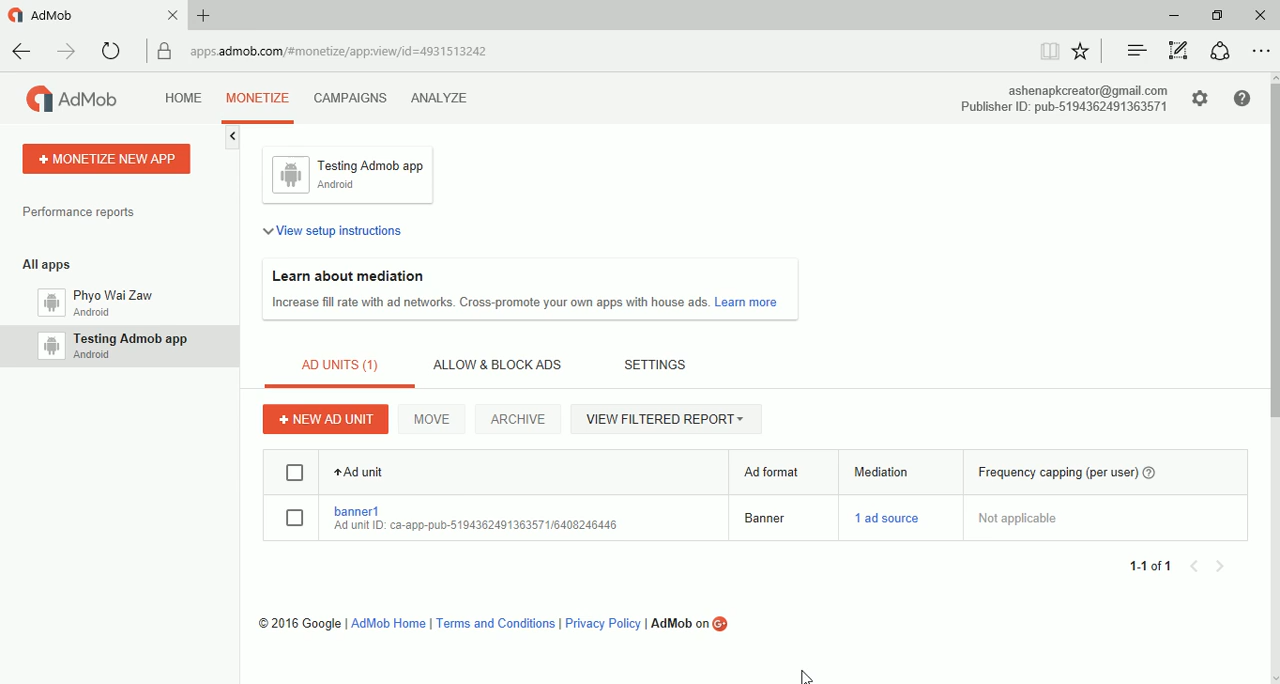 AdMob
apps.admob.com/#monetize/app:view/id=4931513242
AdMob
HOME
MONETIZE
CAMPAIGNS
ANALYZE
ashenapkcreator@gmail.com
Publisher ID: pub-5194362491363571
+ MONETIZE NEW APP
Performance reports
All apps
Phyo Wai Zaw
Android
Testing Admob app
Android
Testing Admob app
Android
View setup instructions
Learn about mediation
Increase fill rate with ad networks. Cross-promote your own apps with house ads. Learn more
AD UNITS (1)
ALLOW & BLOCK ADS
SETTINGS
+ NEW AD UNIT
MOVE
ARCHIVE
VIEW FILTERED REPORT
Ad unit
Ad format
Mediation
Frequency capping (per user)
banner1
Ad unit ID: ca-app-pub-5194362491363571/6408246446
Banner
1 ad source
Not applicable
1-1 of 1
© 2016 Google | AdMob Home | Terms and Conditions | Privacy Policy | AdMob on G+